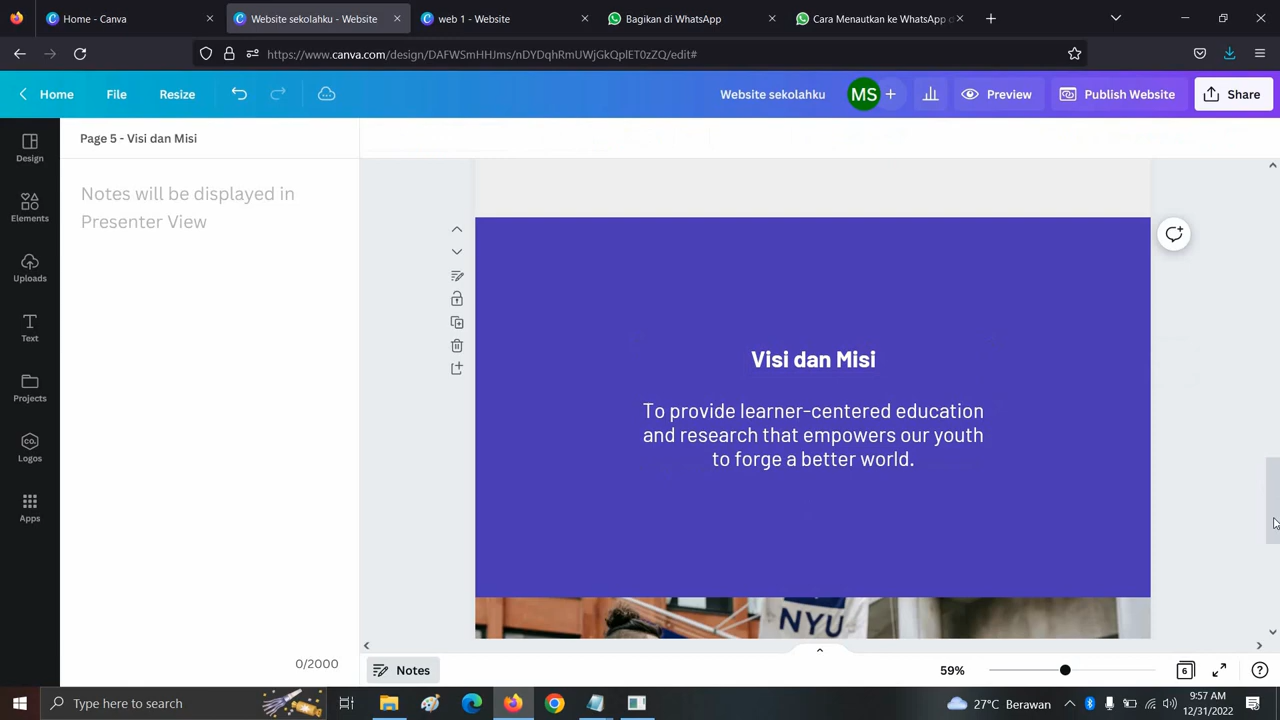 Home - Canva
Website sekolahku - Website
web 1 - Website
Bagikan di WhatsApp
Cara Menautkan ke WhatsApp d
https://www.canva.com/design/DAFWSmHHJms/nDYDqhRmUWjGkQplET0zZQ/edit#
Home
File
Resize
Website sekolahku
MS
Preview
Publish Website
Share
Page 5 - Visi dan Misi
Notes will be displayed in
Presenter View
Design
Elements
Uploads
Text
Projects
CO.
Logos
Apps
Visi dan Misi
To provide learner-centered education
and research that empowers our youth
to forge a better world.
NYU
0/2000
Notes
59%
6
Type here to search
27°C Berawan
9:57 AM
12/31/2022